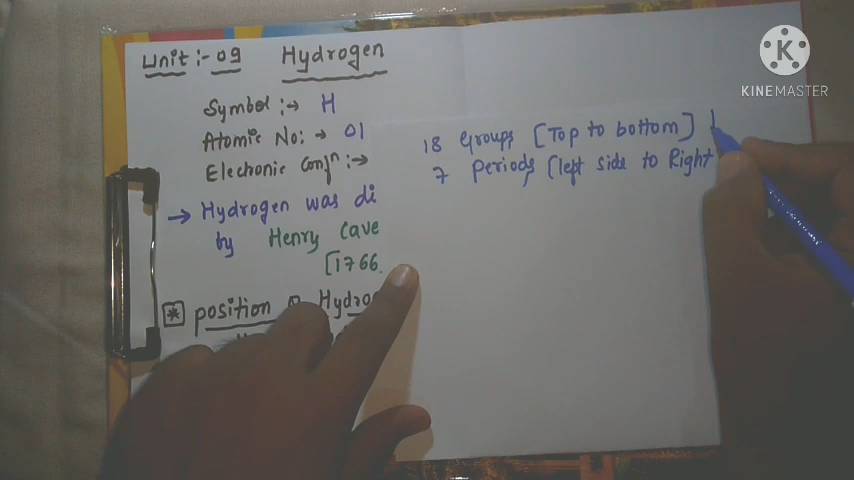 Unit :- 09 Hydrogen
Symbol :→ H
Atomic No: → 01
Electronic Confⁿ :→
→ Hydrogen was di
by Henry Cave
[1766
* position Hydro
18 Groups [Top to bottom]
7 Periods [left side to Right
K
KINEMASTER